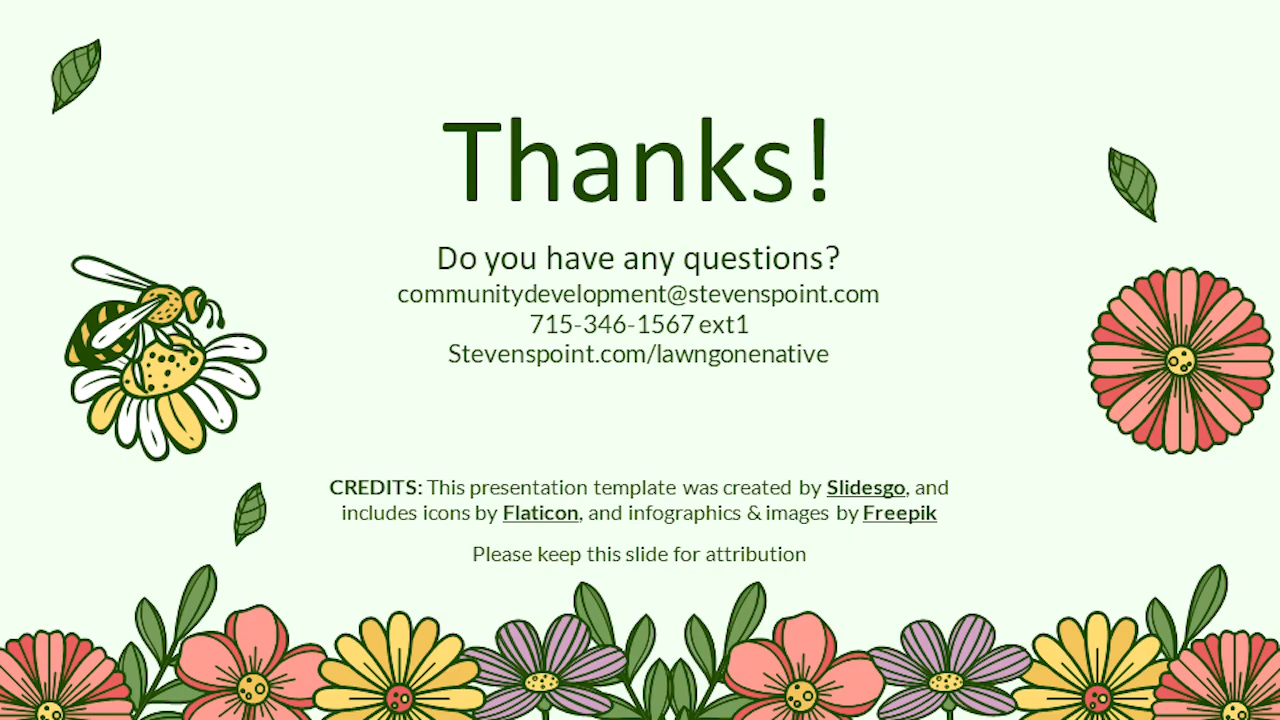 Thanks!
Do you have any questions?
communitydevelopment@stevenspoint.com
715-346-1567 ext1
Stevenspoint.com/lawngonenative
CREDITS: This presentation template was created by Slidesgo, and
includes icons by Flaticon, and infographics & images by Freepik
Please keep this slide for attribution